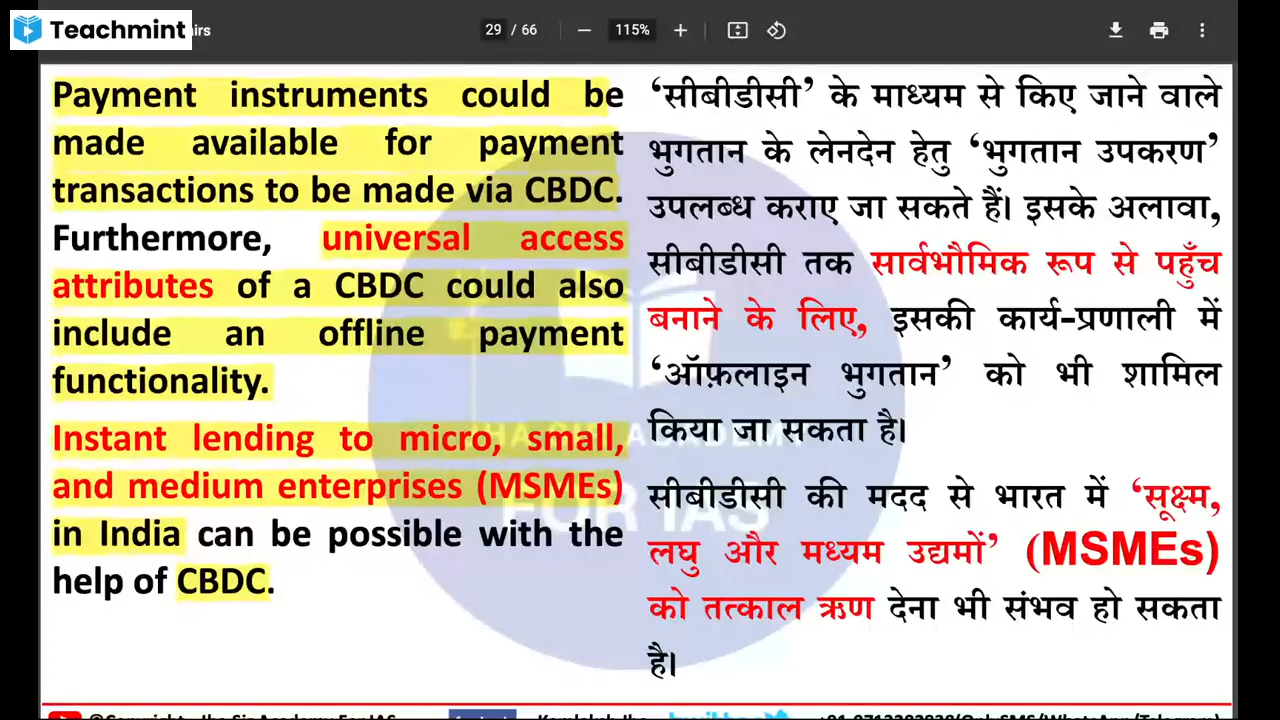 Teachmint
irs
29 / 66
115%
Payment instruments could be
made available for payment
transactions to be made via CBDC.
Furthermore, universal access
attributes of a CBDC could also
include an offline payment
functionality.
Instant lending to micro, small,
and medium enterprises (MSMEs)
in India can be possible with the
help of CBDC.
‘सीबीडीसी’ के माध्यम से किए जाने वाले
भुगतान के लेनदेन हेतु ‘भुगतान उपकरण’
उपलब्ध कराए जा सकते हैं। इसके अलावा,
सीबीडीसी तक सार्वभौमिक रूप से पहुँच
बनाने के लिए, इसकी कार्य-प्रणाली में
‘ऑफ़लाइन भुगतान’ को भी शामिल
किया जा सकता है।
सीबीडीसी की मदद से भारत में ‘सूक्ष्म,
लघु और मध्यम उद्यमों’ (MSMEs)
को तत्काल ऋण देना भी संभव हो सकता
है।
FOR IAS